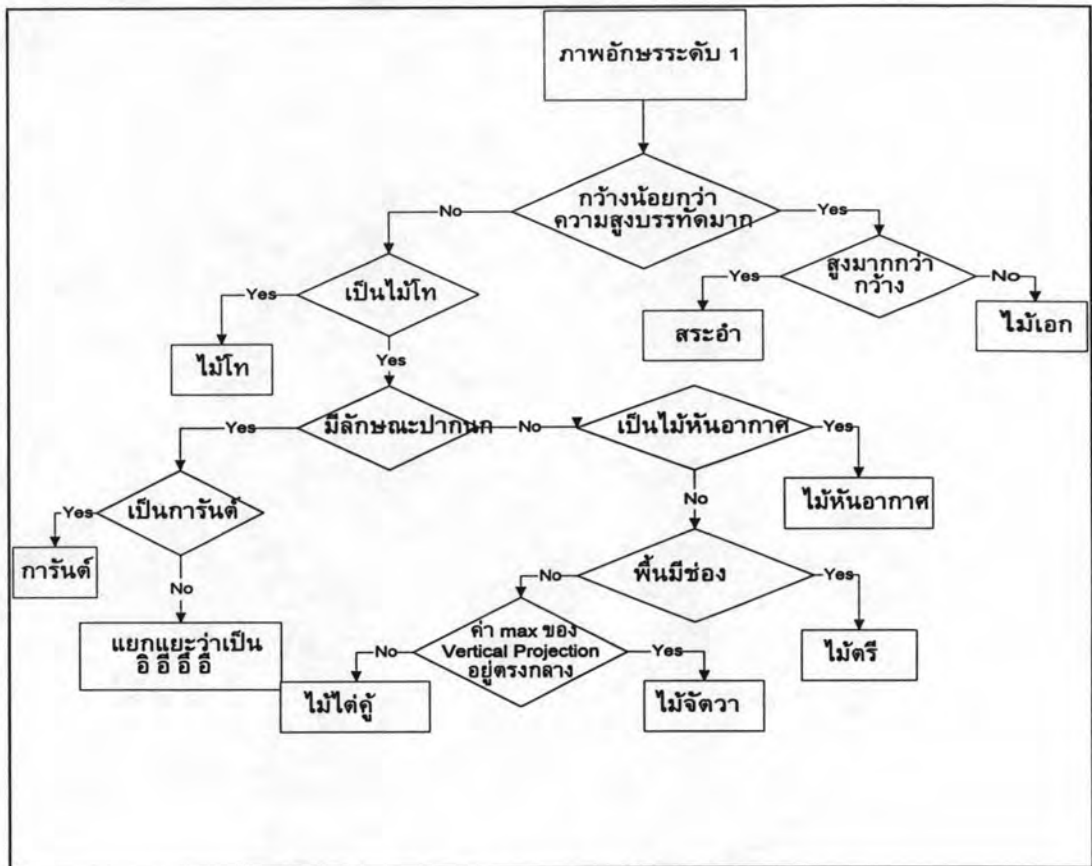 ภาพอักษรระดับ 1
กว้างน้อยกว่า
ความสูงบรรทัดมาก
No
Yes
เป็นไม้โท
สูงมากกว่า
กว้าง
Yes
Yes
No
ไม้โท
สระอำ
ไม้เอก
Yes
มีลักษณะปากนก
เป็นไม้หันอากาศ
Yes
No
Yes
เป็นการันต์
No
ไม้หันอากาศ
Yes
การันต์
พื้นมีช่อง
No
No
Yes
แยกแยะว่าเป็น
อิ อี อึ อื
ค่า max ของ
Vertical Projection
อยู่ตรงกลาง
No
Yes
ไม้ตรี
ไม้ไต่คู้
ไม้จัตวา